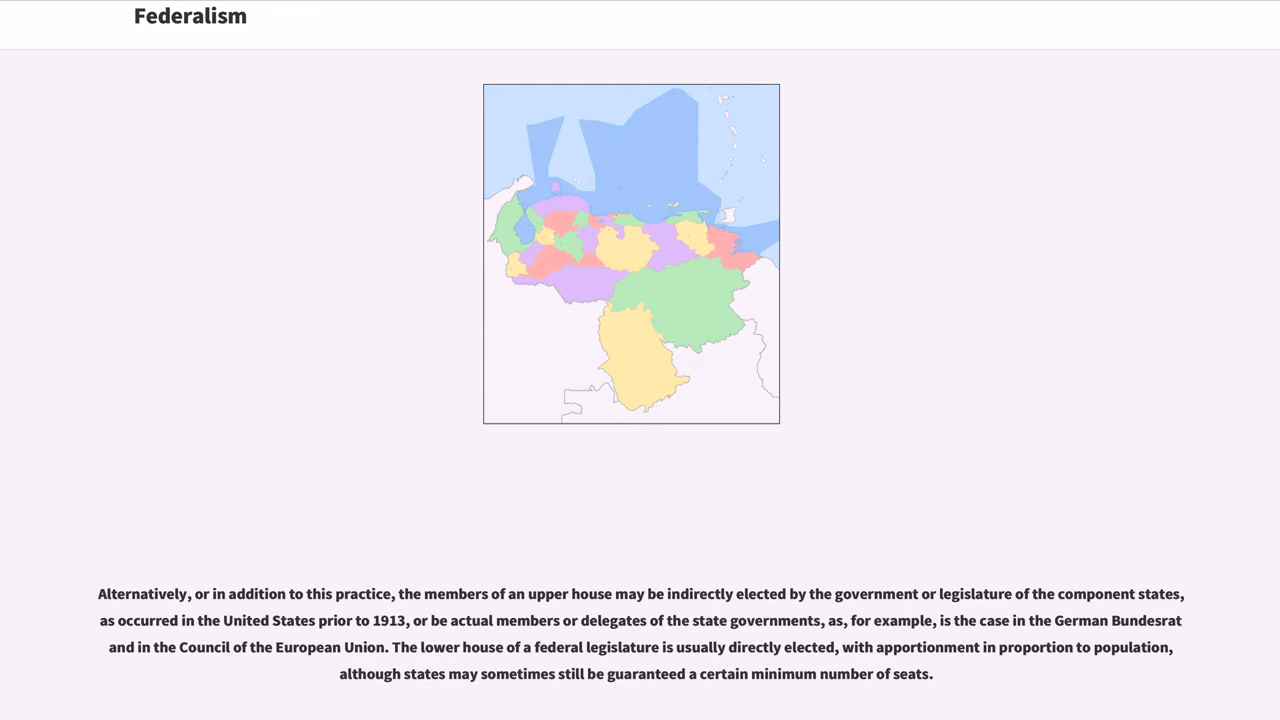 Federalism
Alternatively, or in addition to this practice, the members of an upper house may be indirectly elected by the government or legislature of the component states,
as occurred in the United States prior to 1913, or be actual members or delegates of the state governments, as, for example, is the case in the German Bundesrat
and in the Council of the European Union. The lower house of a federal legislature is usually directly elected, with apportionment in proportion to population,
although states may sometimes still be guaranteed a certain minimum number of seats.